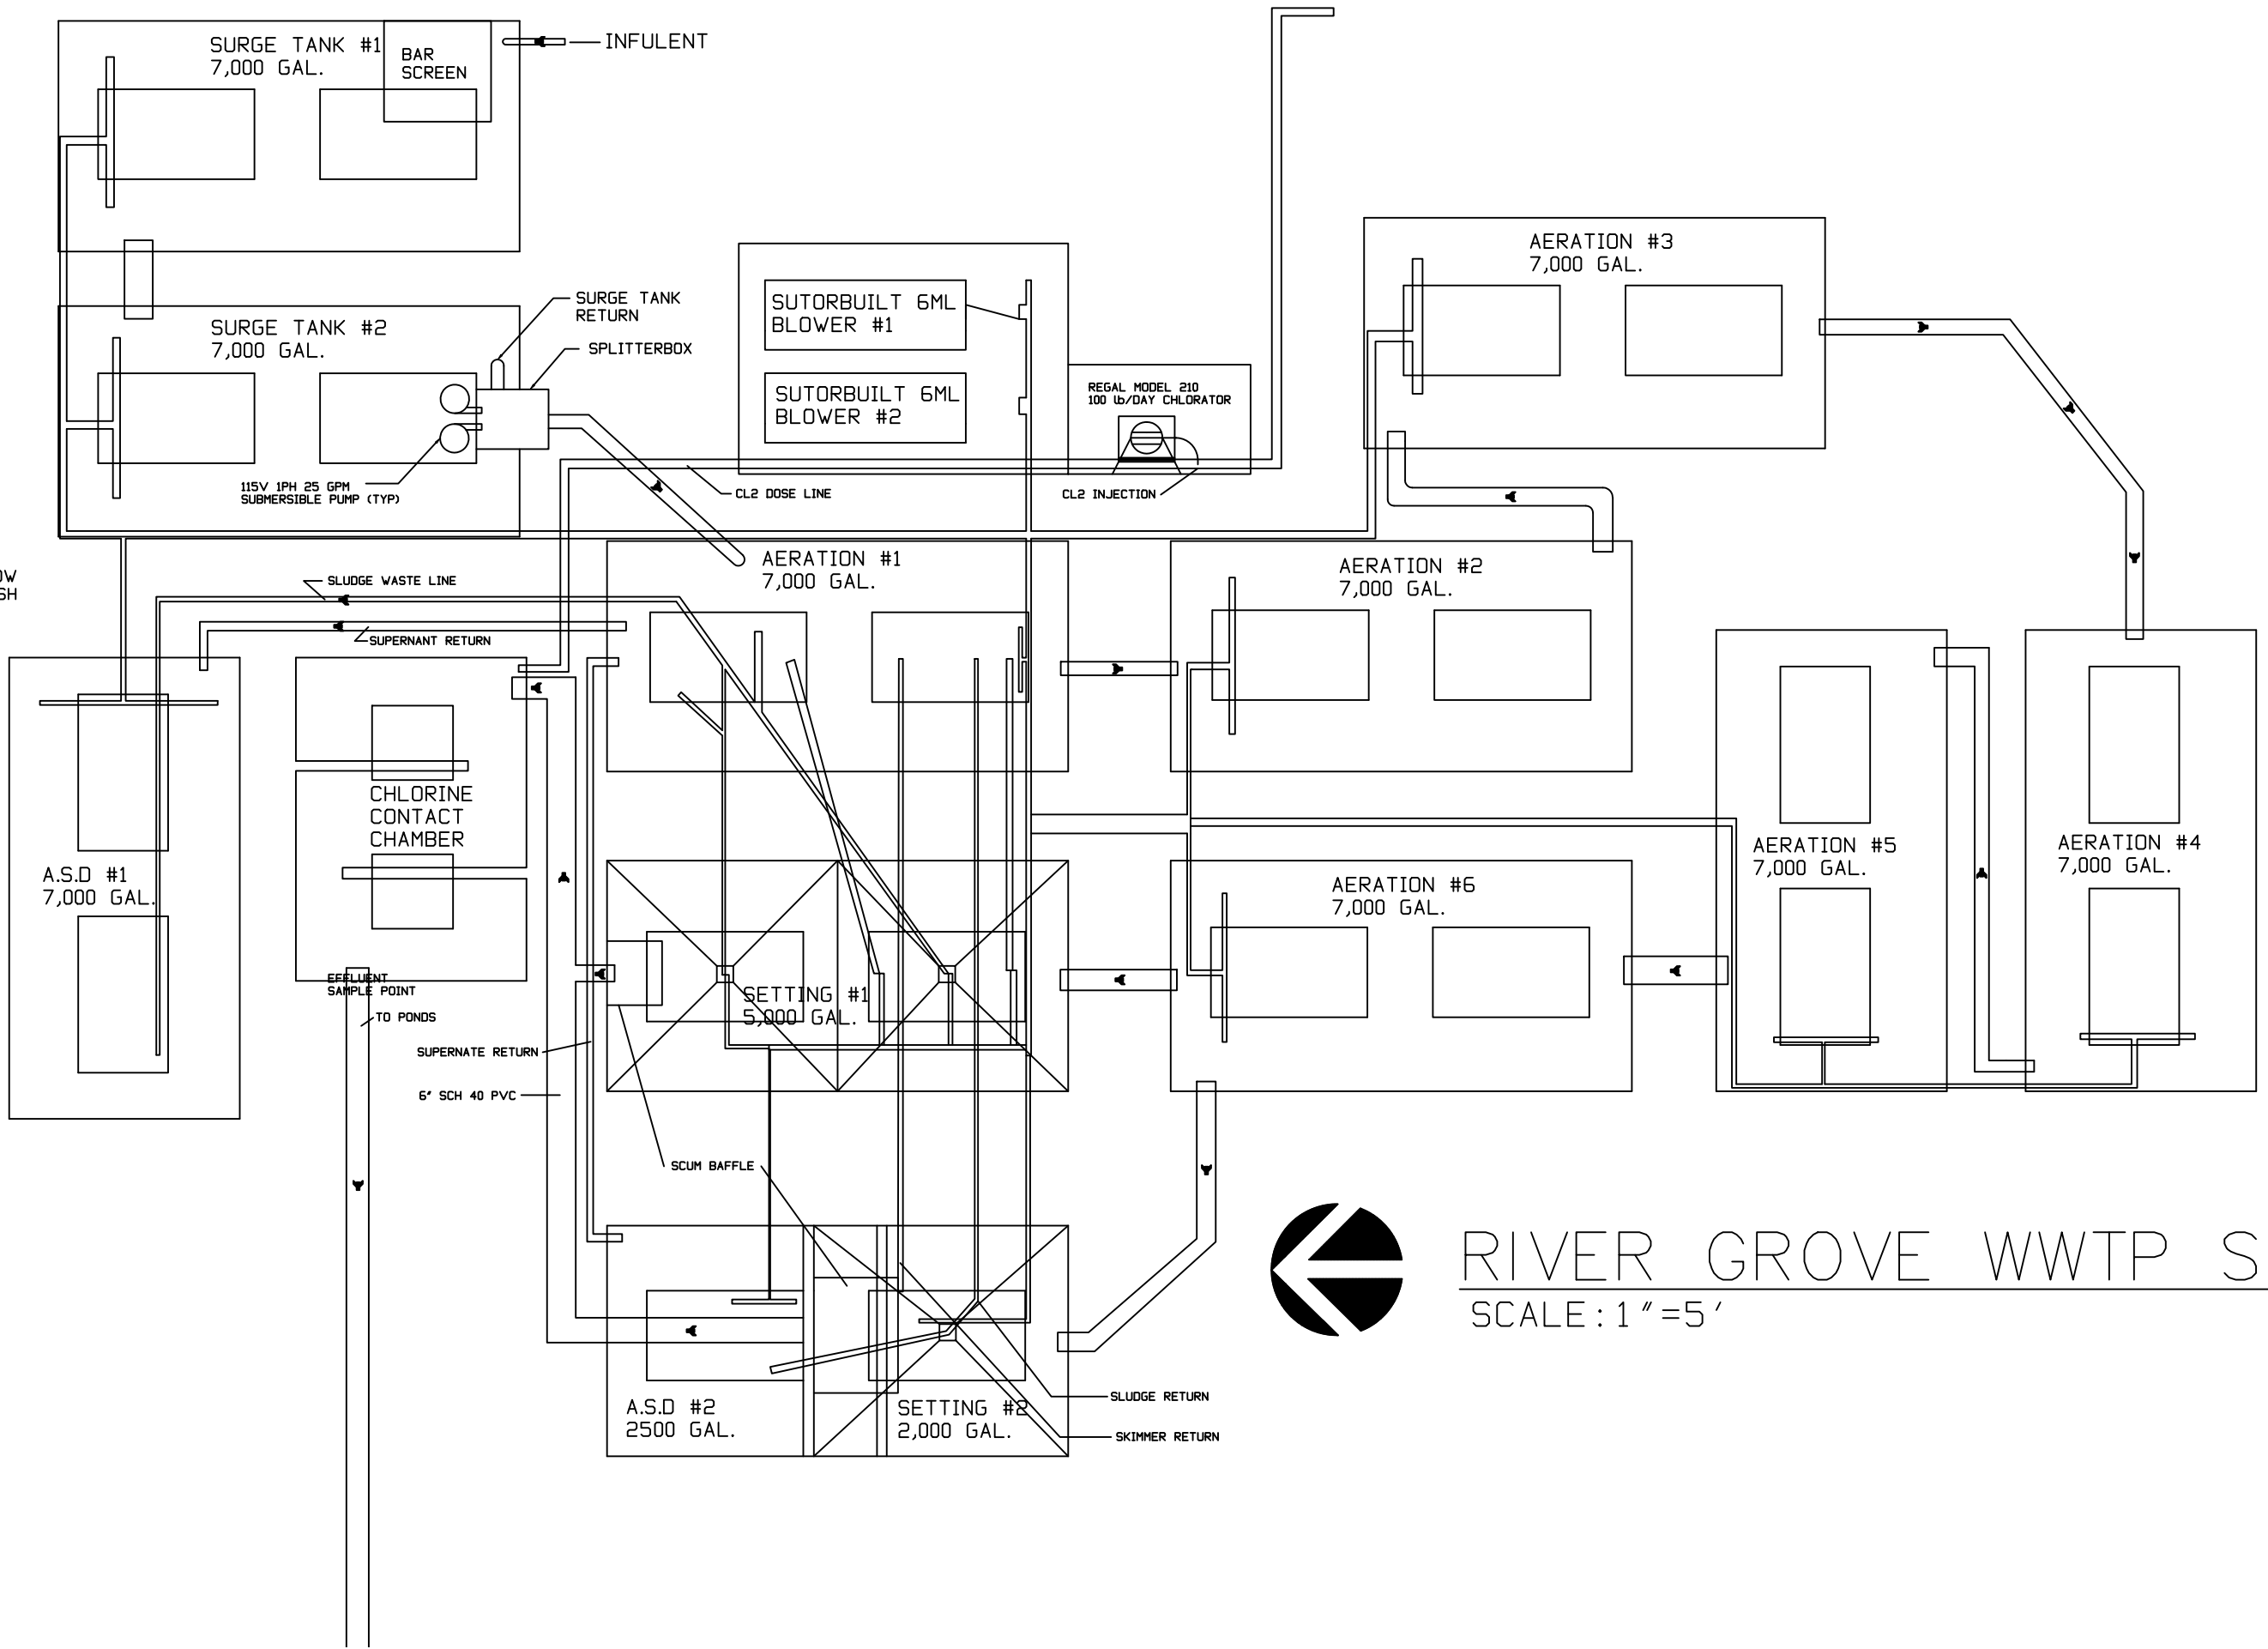 SURGE TANK #1
7,000 GAL.
BAR
SCREEN
INFULENT
SURGE TANK #2
7,000 GAL.
SURGE TANK
RETURN
SPLITTERBOX
115V 1PH 25 GPM
SUBMERSIBLE PUMP (TYP)
SUTORBUILT 6ML
BLOWER #1
SUTORBUILT 6ML
BLOWER #2
REGAL MODEL 210
100 lb/DAY CHLORATOR
CL2 DOSE LINE
CL2 INJECTION
AERATION #3
7,000 GAL.
AERATION #1
7,000 GAL.
AERATION #2
7,000 GAL.
SLUDGE WASTE LINE
SUPERNANT RETURN
CHLORINE
CONTACT
CHAMBER
A.S.D #1
7,000 GAL.
AERATION #5
7,000 GAL.
AERATION #4
7,000 GAL.
AERATION #6
7,000 GAL.
EFFLUENT
SAMPLE POINT
TO PONDS
SETTING #1
5,000 GAL.
SUPERNATE RETURN
6" SCH 40 PVC
SCUM BAFFLE
A.S.D #2
2500 GAL.
SETTING #2
2,000 GAL.
SLUDGE RETURN
SKIMMER RETURN
RIVER GROVE WWTP S
SCALE: 1"=5'